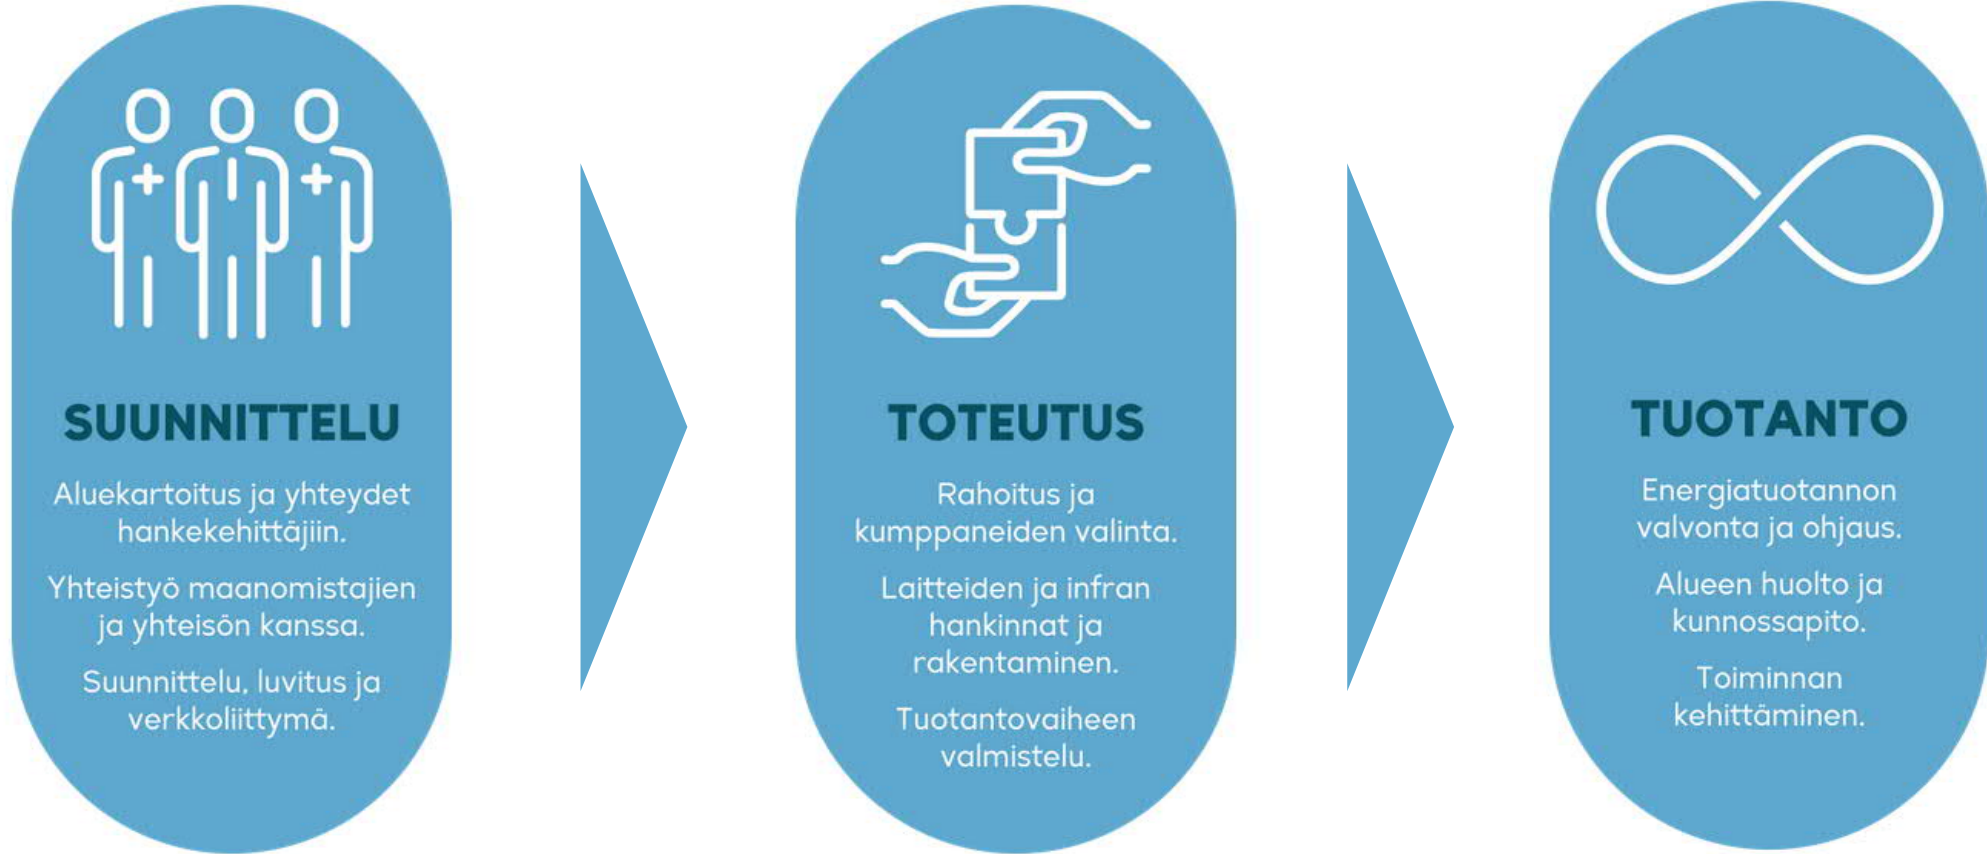 SUUNNITTELU
Aluekartoitus ja yhteydet
hankekehittäjiin.
Yhteistyö maanomistajien
ja yhteisön kanssa.
Suunnittelu, luvitus ja
verkkoliittymä.
TOTEUTUS
Rahoitus ja
kumppaneiden valinta.
Laitteiden ja infran
hankinnat ja
rakentaminen.
Tuotantovaiheen
valmistelu.
TUOTANTO
Energiatuotannon
valvonta ja ohjaus.
Alueen huolto ja
kunnossapito.
Toiminnan
kehittäminen.